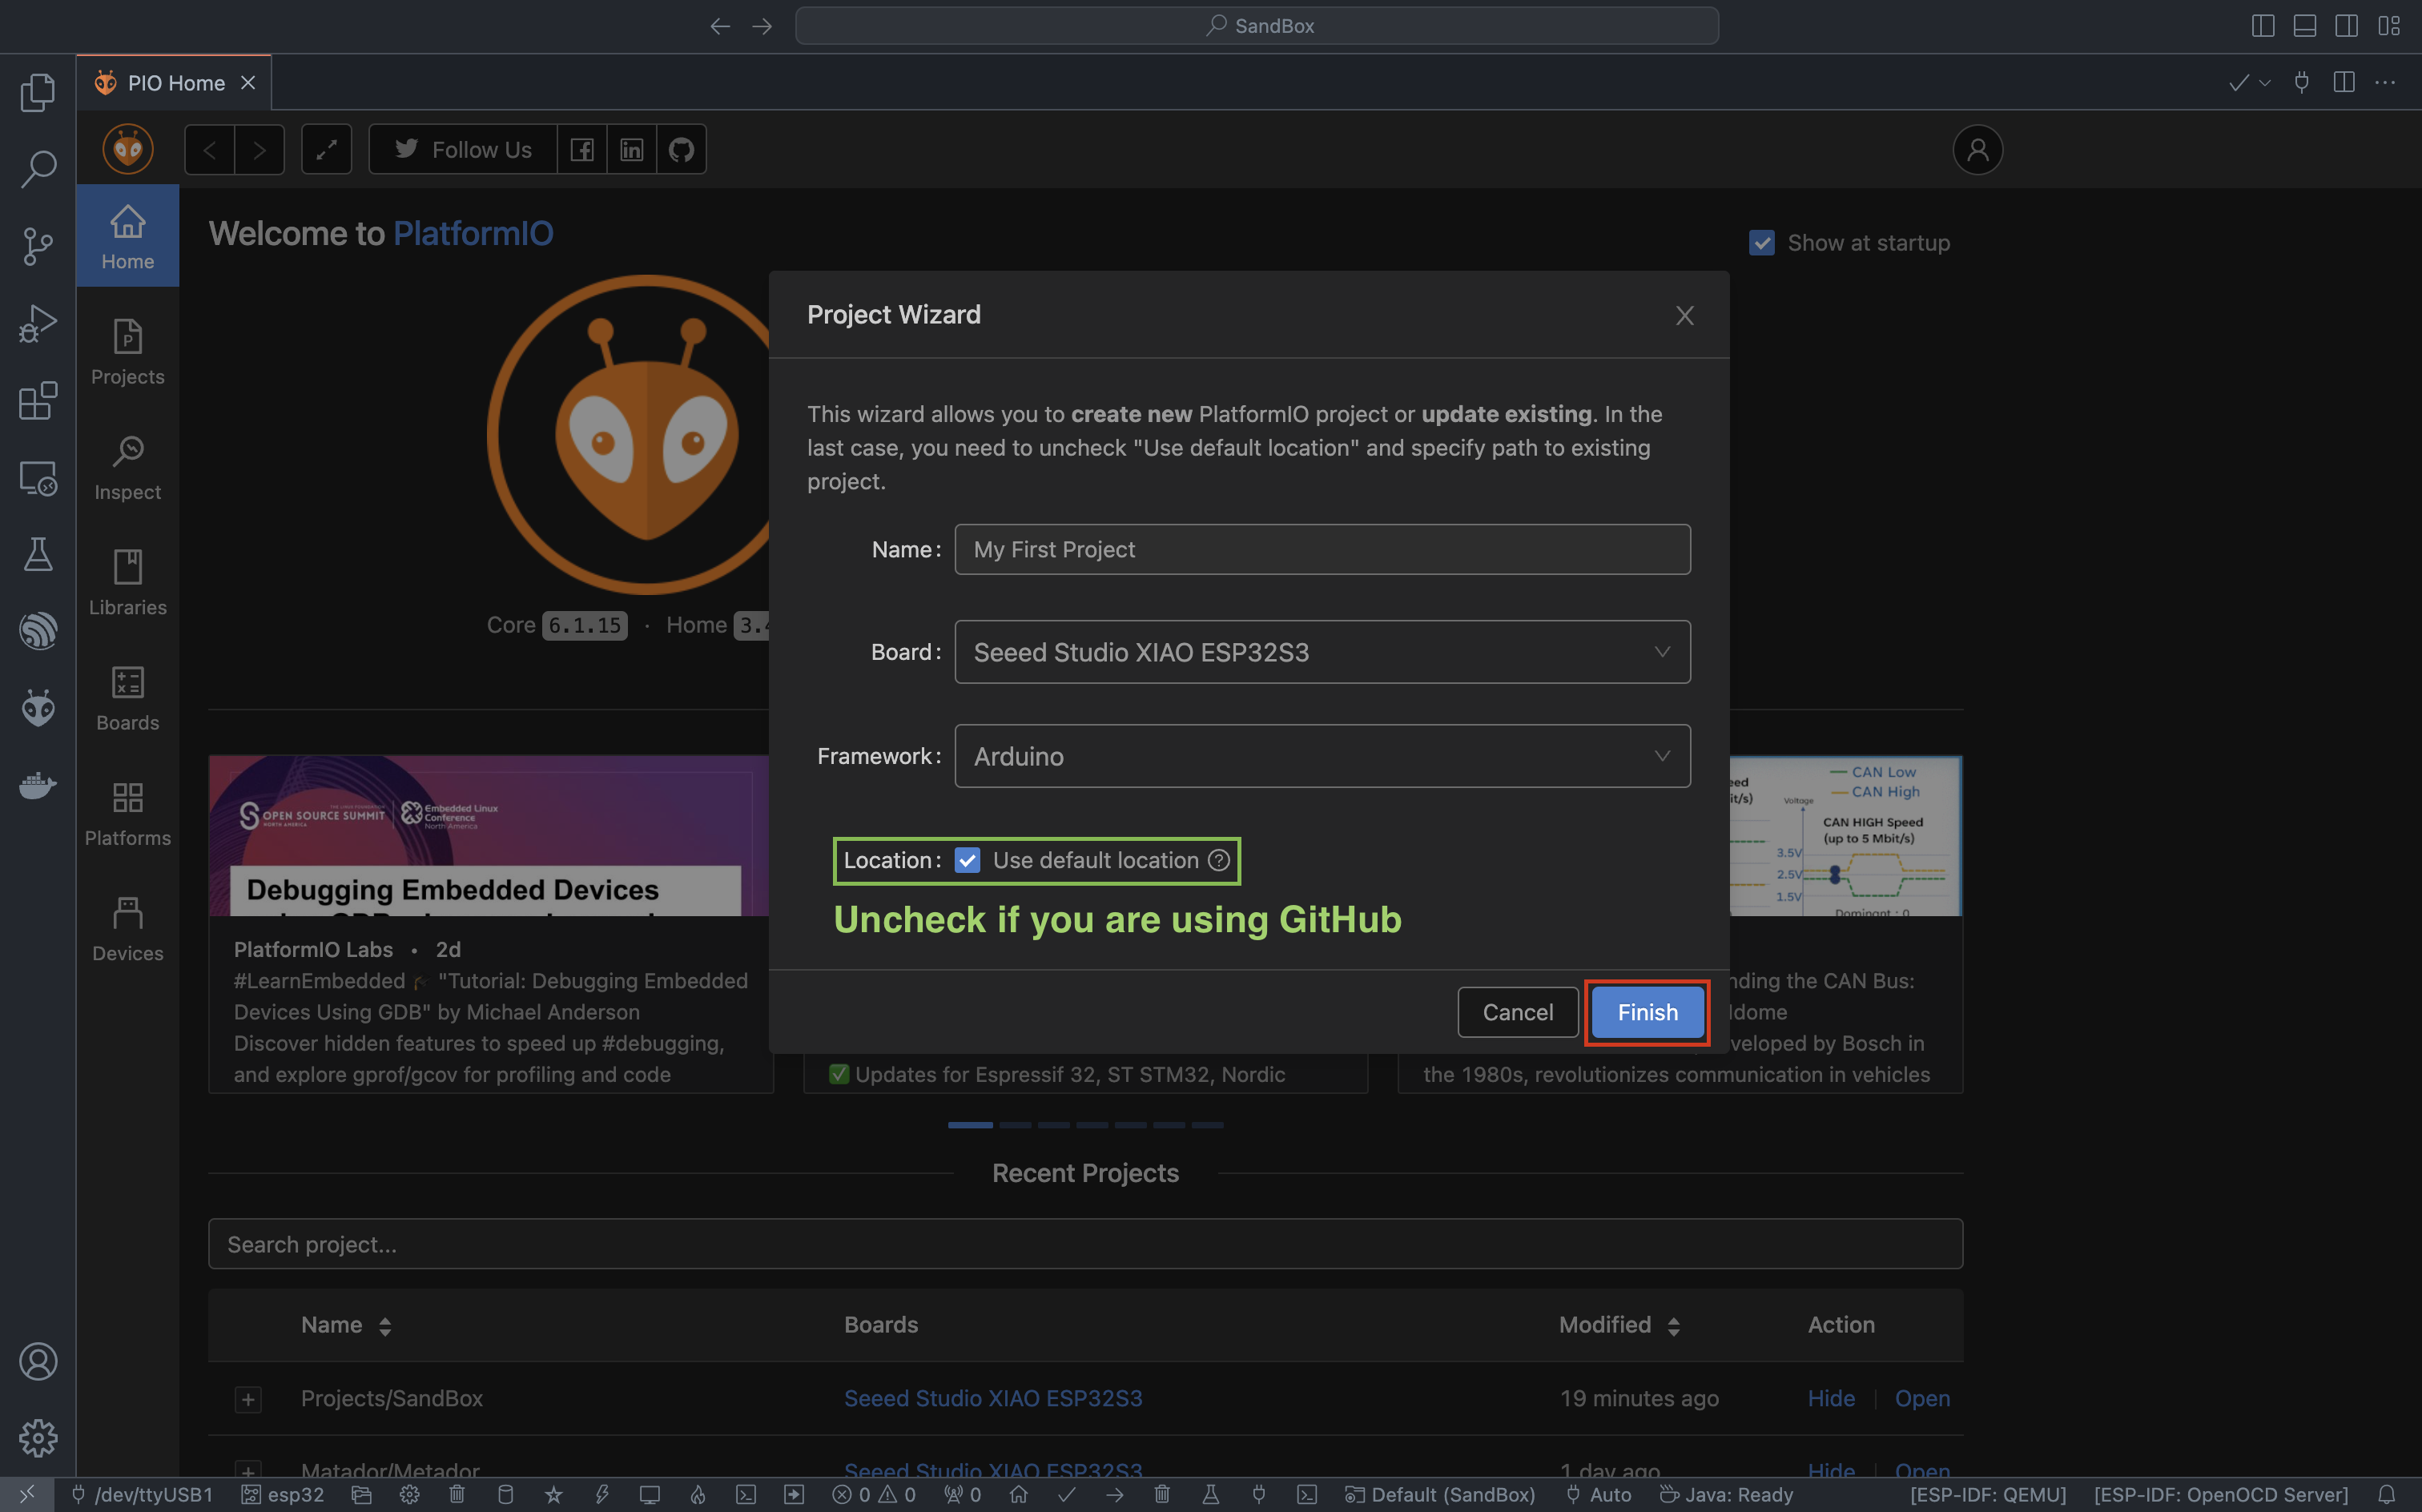 SandBox
PIO Home
Follow Us
Home
Projects
Inspect
Libraries
Boards
Platforms
Devices
Welcome to PlatformIO
Show at startup
Core 6.1.15 · Home 3.4
Project Wizard
This wizard allows you to create new PlatformIO project or update existing. In the
last case, you need to uncheck "Use default location" and specify path to existing
project.
Name: My First Project
Board: Seeed Studio XIAO ESP32S3
Framework: Arduino
Location: Use default location
Uncheck if you are using GitHub
Cancel Finish
THE LINUX FOUNDATION
OPEN SOURCE SUMMIT
NORTH AMERICA
Embedded Linux
Conference
North America
Debugging Embedded Devices
PlatformIO Labs • 2d
#LearnEmbedded "Tutorial: Debugging Embedded
Devices Using GDB" by Michael Anderson
Discover hidden features to speed up #debugging,
and explore gprof/gcov for profiling and code
Updates for Espressif 32, ST STM32, Nordic
CAN Low
CAN High
Voltage
CAN HIGH Speed
(up to 5 Mbit/s)
3.5V
2.5V
1.5V
Dominant : 0
nding the CAN Bus:
ldome
veloped by Bosch in
the 1980s, revolutionizes communication in vehicles
Recent Projects
Search project...
Name Boards Modified Action
Projects/SandBox Seeed Studio XIAO ESP32S3 19 minutes ago Hide Open
Matador/Metador Seeed Studio XIAO ESP32S3 1 day ago Hide Open
/dev/ttyUSB1 esp32 0 0 0 Default (SandBox) Auto Java: Ready [ESP-IDF: QEMU] [ESP-IDF: OpenOCD Server]